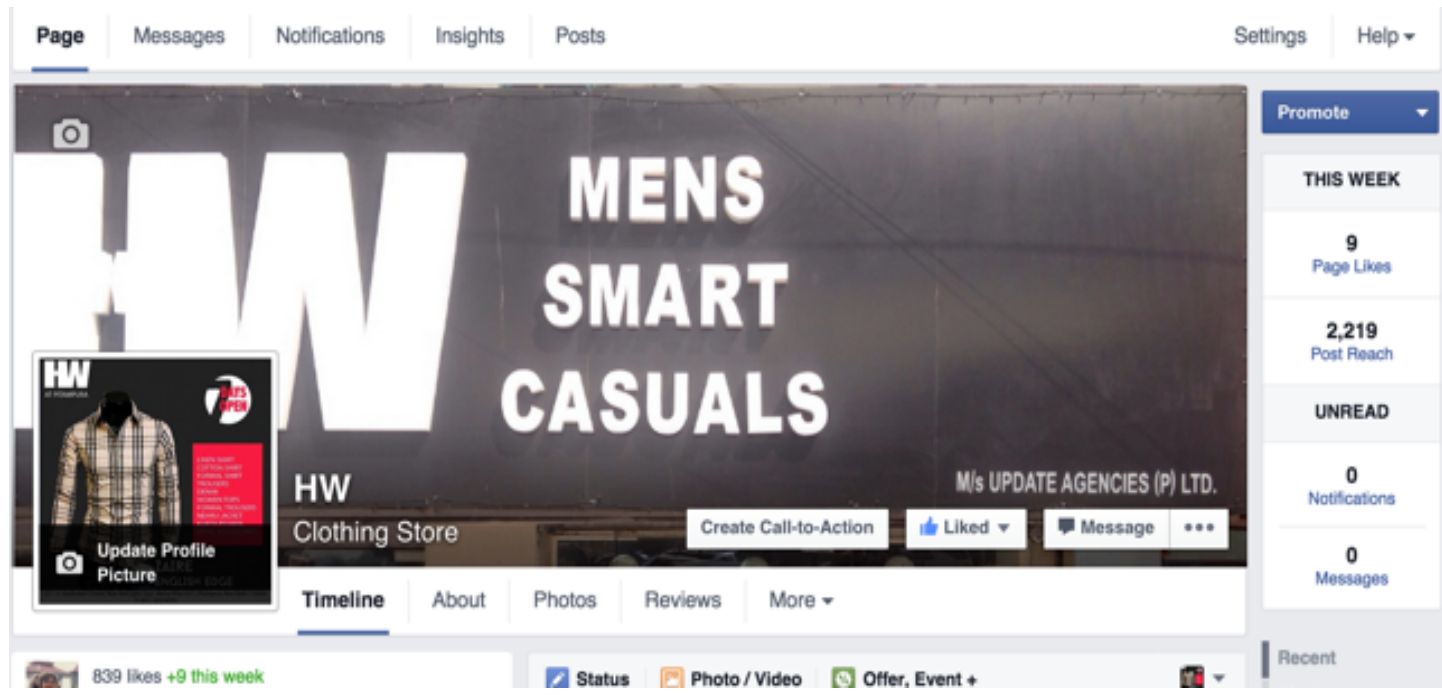 Page Messages Notifications Insights Posts Settings Help
Promote
HW
MENS
SMART
CASUALS
M/s UPDATE AGENCIES (P) LTD.
HW
7 DAYS
OPEN
Update Profile
Picture
HW
Clothing Store
Create Call-to-Action Liked Message
Timeline About Photos Reviews More
THIS WEEK
9
Page Likes
2,219
Post Reach
UNREAD
0
Notifications
0
Messages
Recent
839 likes +9 this week
Status Photo / Video Offer, Event +